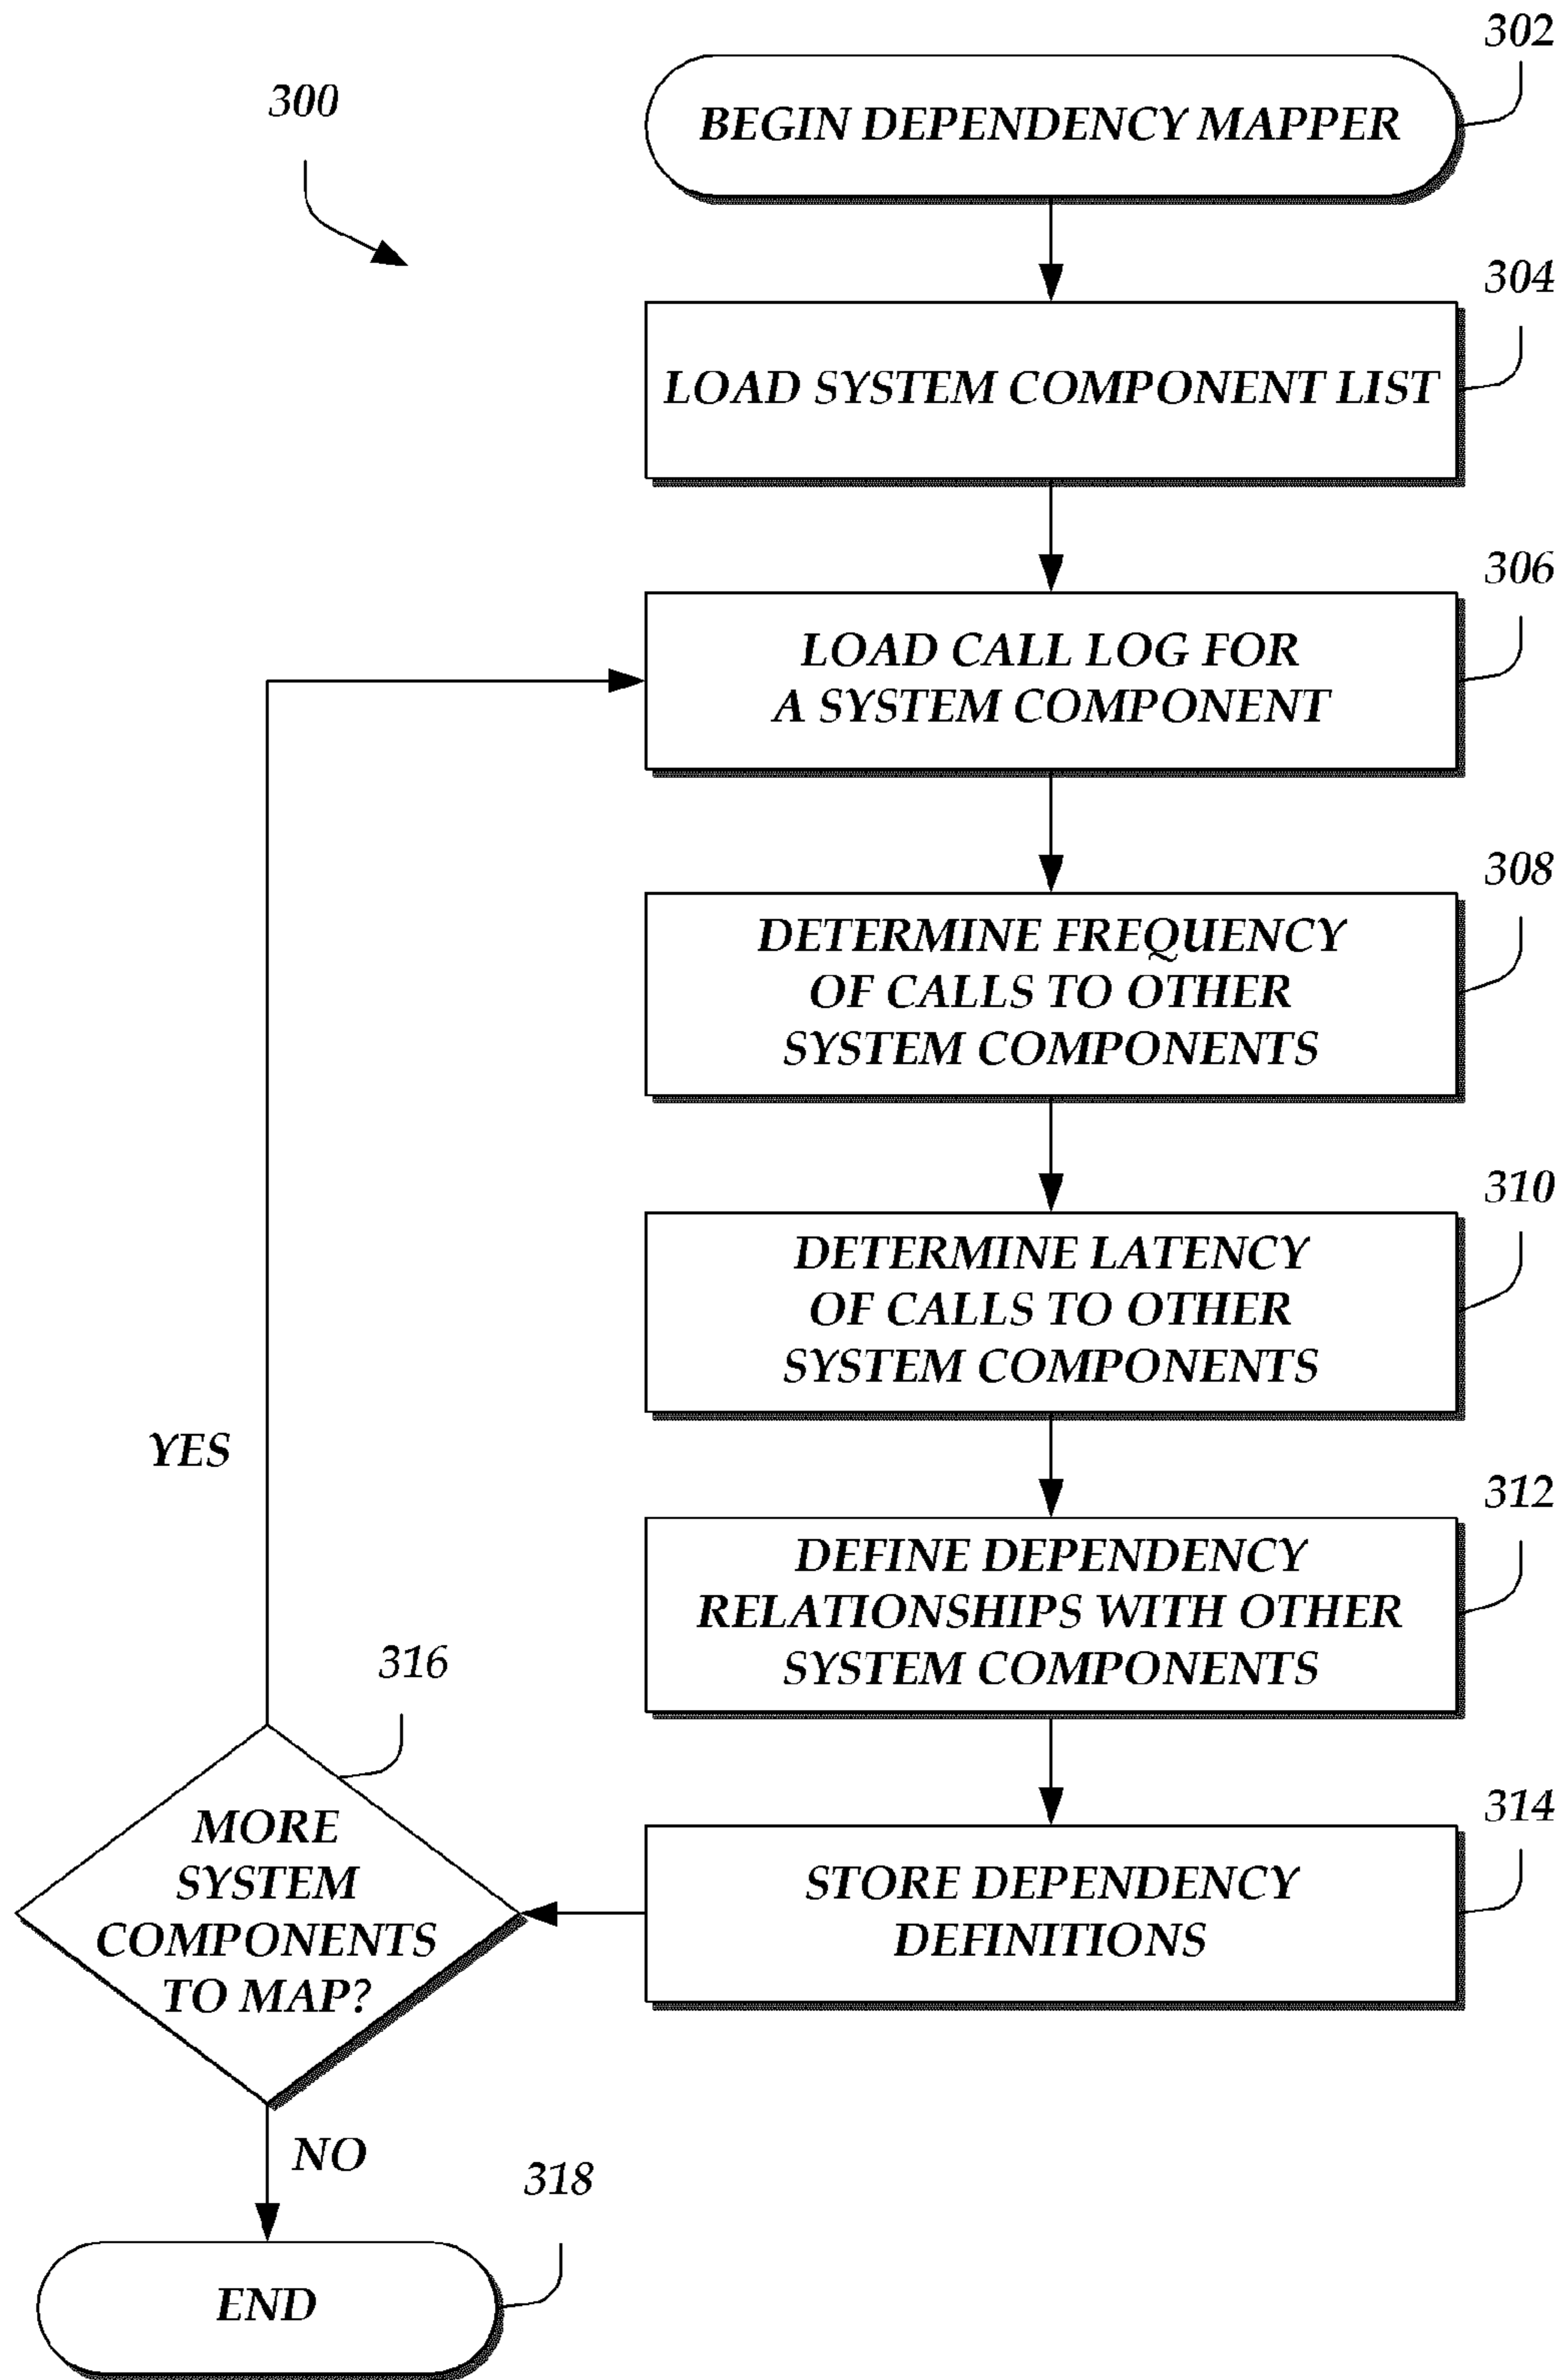 300
302
BEGIN DEPENDENCY MAPPER
304
LOAD SYSTEM COMPONENT LIST
306
LOAD CALL LOG FOR
A SYSTEM COMPONENT
308
DETERMINE FREQUENCY
OF CALLS TO OTHER
SYSTEM COMPONENTS
310
DETERMINE LATENCY
OF CALLS TO OTHER
SYSTEM COMPONENTS
312
DEFINE DEPENDENCY
RELATIONSHIPS WITH OTHER
SYSTEM COMPONENTS
314
STORE DEPENDENCY
DEFINITIONS
316
MORE
SYSTEM
COMPONENTS
TO MAP?
YES
NO
318
END